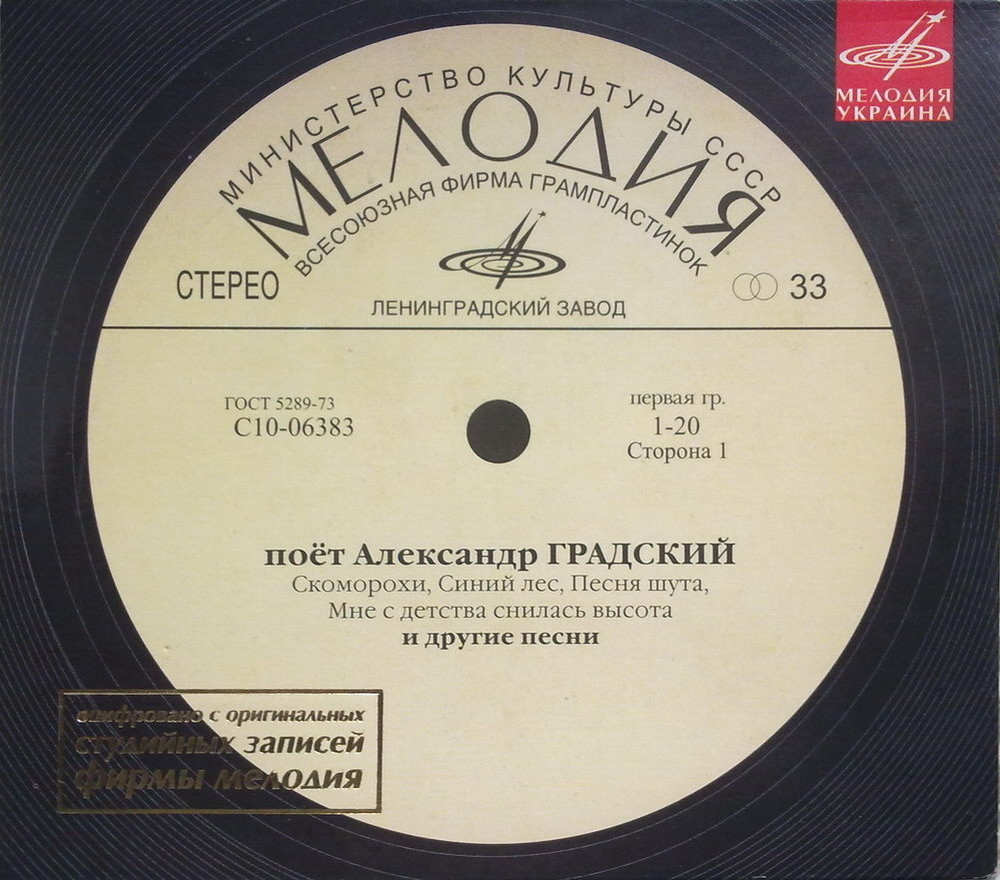 МИНИСТЕРСТВО КУЛЬТУРЫ СССР
МЕЛОДИЯ
ВСЕСОЮЗНАЯ ФИРМА ГРАМПЛАСТИНОК
МЕЛОДИЯ
УКРАИНА
СТЕРЕО
33
ЛЕНИНГРАДСКИЙ ЗАВОД
ГОСТ 5289-73
С10-06383
первая гр.
1-20
Сторона 1
поёт Александр ГРАДСКИЙ
Скоморохи, Синий лес, Песня шута,
Мне с детства снилась высота
и другие песни
оцифровано с оригинальных
студийных записей
фирмы мелодия